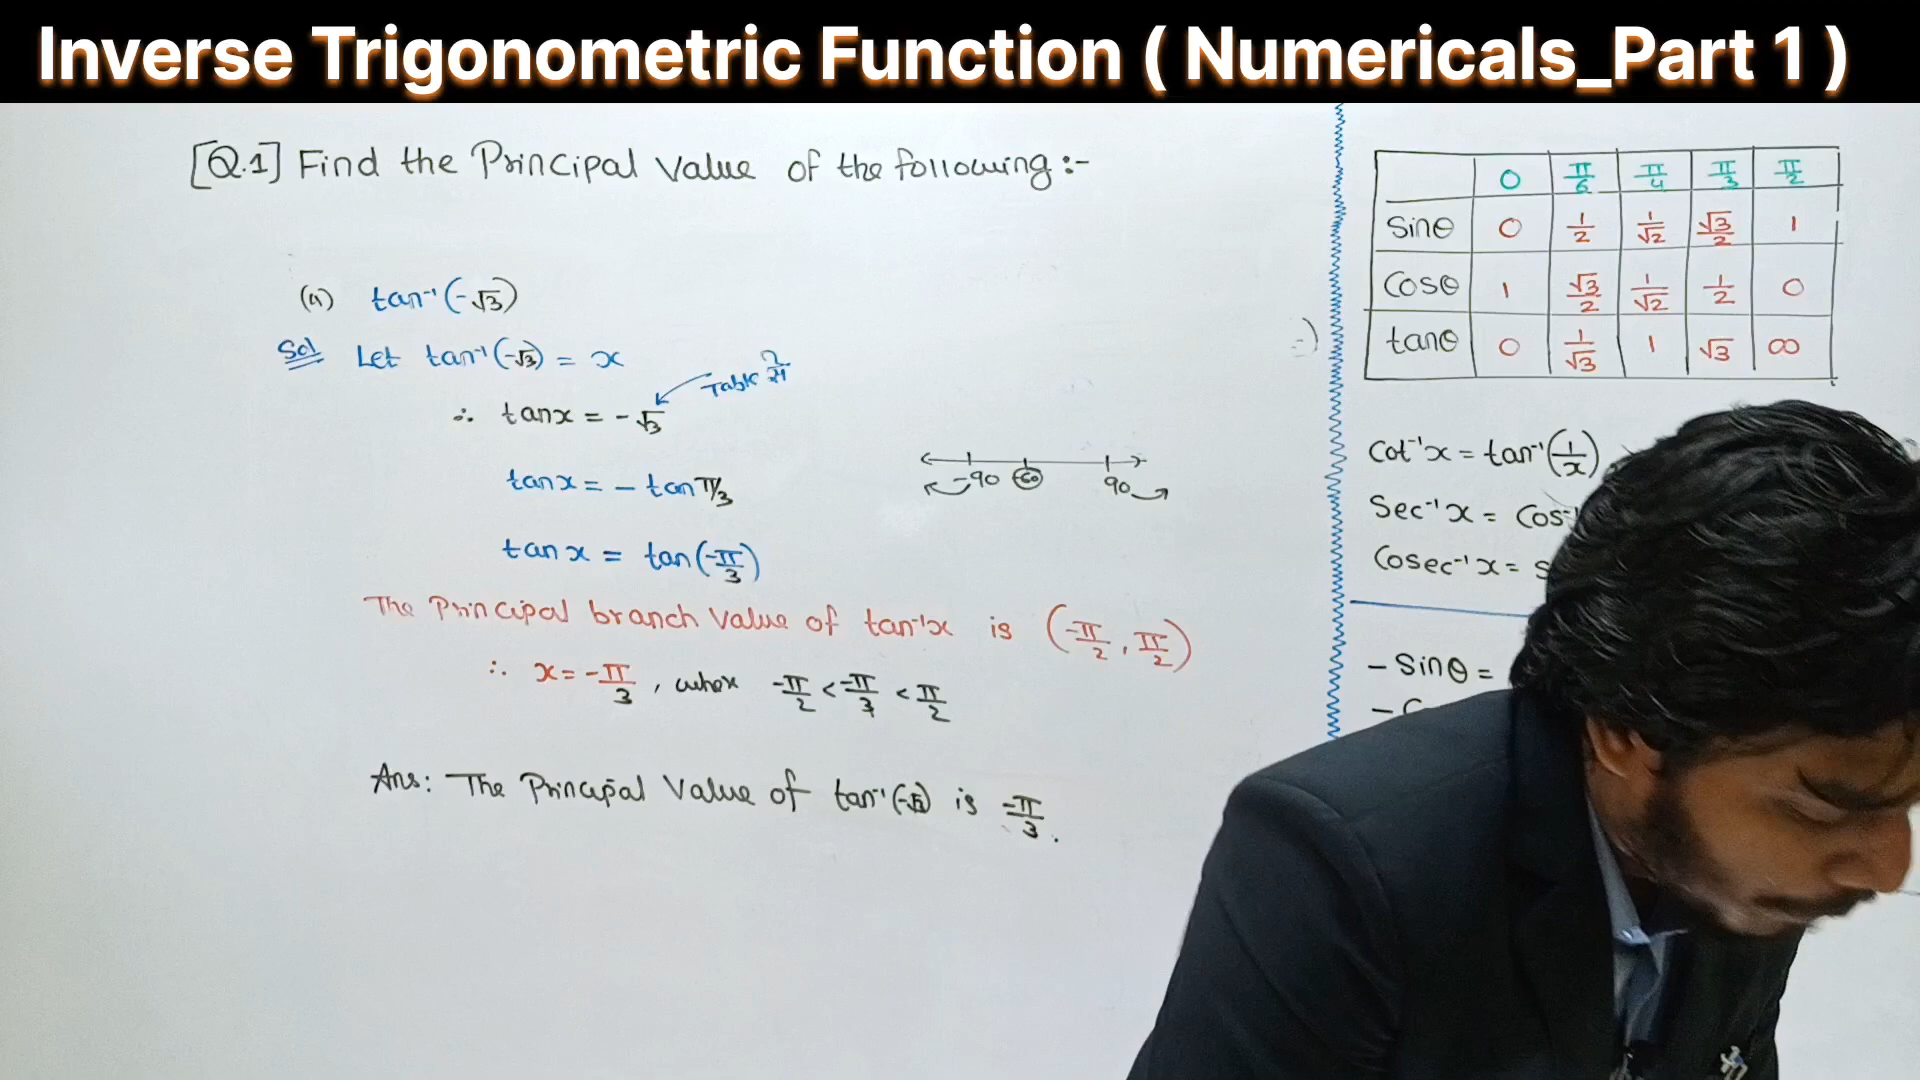 Inverse Trigonometric Function ( Numericals_Part 1 )
[Q.1] Find the Principal Value of the following:-
tan⁻¹(-√3)
Sol Let tan⁻¹(-√3) = x
Table
∴ tanx = -√3
tanx = - tan π/3
tan x = tan(-π/3)
-90 -60 90
The Principal branch Value of tan⁻¹x is (-π/2, π/2)
∴ x = -π/3 , where -π/2 < -π/3 < π/2
Ans: The Principal Value of tan⁻¹(-√3) is -π/3.
0 π/6 π/4 π/3 π/2
Sinθ 0 1/2 1/√2 √3/2 1
Cosθ 1 √3/2 1/√2 1/2 0
tanθ 0 1/√3 1 √3 ∞
Cot⁻¹x = tan⁻¹(1/x)
Sec⁻¹x = Cos⁻¹
Cosec⁻¹x = S
- Sinθ =